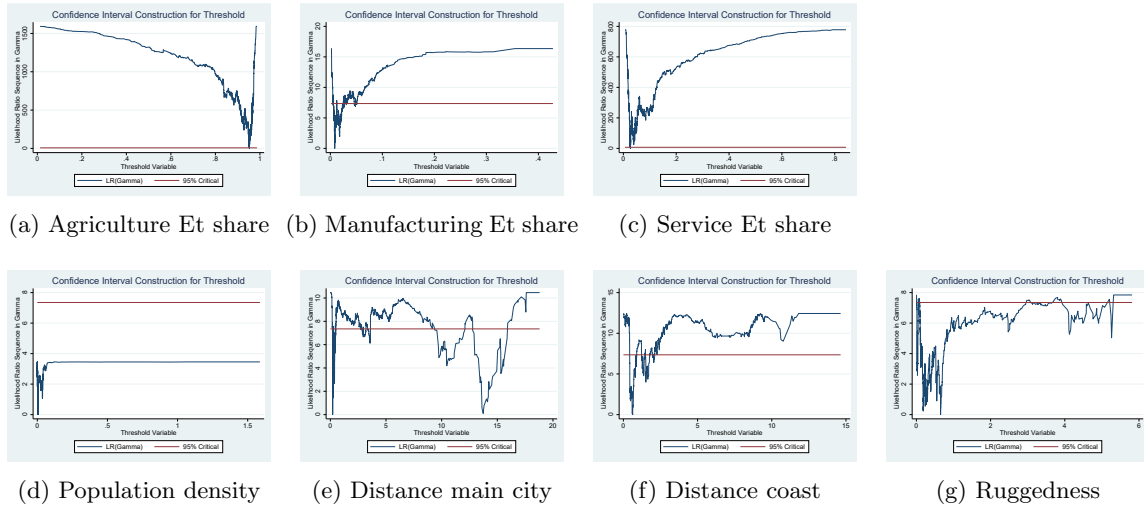 Confidence Interval Construction for Threshold
Likelihood Ratio Sequence in Gamma
0 500 1000 1500
0 .2 .4 .6 .8 1
Threshold Variable
LR(Gamma) 95% Critical
(a) Agriculture Et share
Confidence Interval Construction for Threshold
Likelihood Ratio Sequence in Gamma
0 5 10 15 20
0 .1 .2 .3 .4
Threshold Variable
LR(Gamma) 95% Critical
(b) Manufacturing Et share
Confidence Interval Construction for Threshold
Likelihood Ratio Sequence in Gamma
0 200 400 600 800
0 .2 .4 .6 .8
Threshold Variable
LR(Gamma) 95% Critical
(c) Service Et share
Confidence Interval Construction for Threshold
Likelihood Ratio Sequence in Gamma
0 2 4 6 8
0 .5 1 1.5
Threshold Variable
LR(Gamma) 95% Critical
(d) Population density
Confidence Interval Construction for Threshold
Likelihood Ratio Sequence in Gamma
0 2 4 6 8 10
0 5 10 15 20
Threshold Variable
LR(Gamma) 95% Critical
(e) Distance main city
Confidence Interval Construction for Threshold
Likelihood Ratio Sequence in Gamma
0 5 10 15
0 5 10 15
Threshold Variable
LR(Gamma) 95% Critical
(f) Distance coast
Confidence Interval Construction for Threshold
Likelihood Ratio Sequence in Gamma
0 2 4 6 8
0 2 4 6
Threshold Variable
LR(Gamma) 95% Critical
(g) Ruggedness